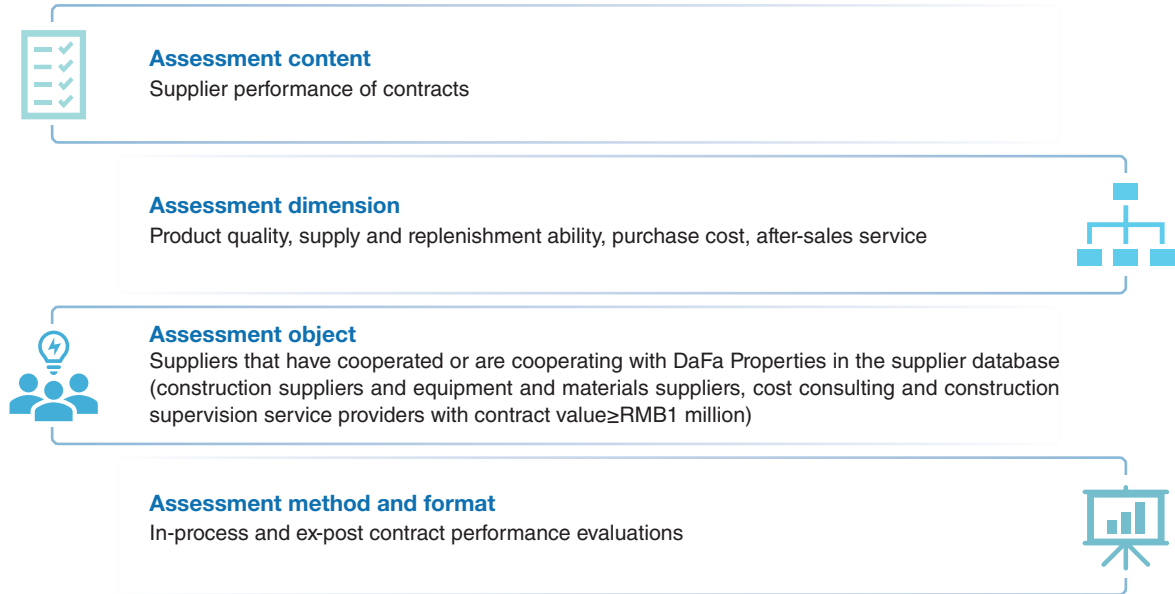 Assessment content
Supplier performance of contracts
Assessment dimension
Product quality, supply and replenishment ability, purchase cost, after-sales service
Assessment object
Suppliers that have cooperated or are cooperating with DaFa Properties in the supplier database
(construction suppliers and equipment and materials suppliers, cost consulting and construction
supervision service providers with contract value≥RMB1 million)
Assessment method and format
In-process and ex-post contract performance evaluations